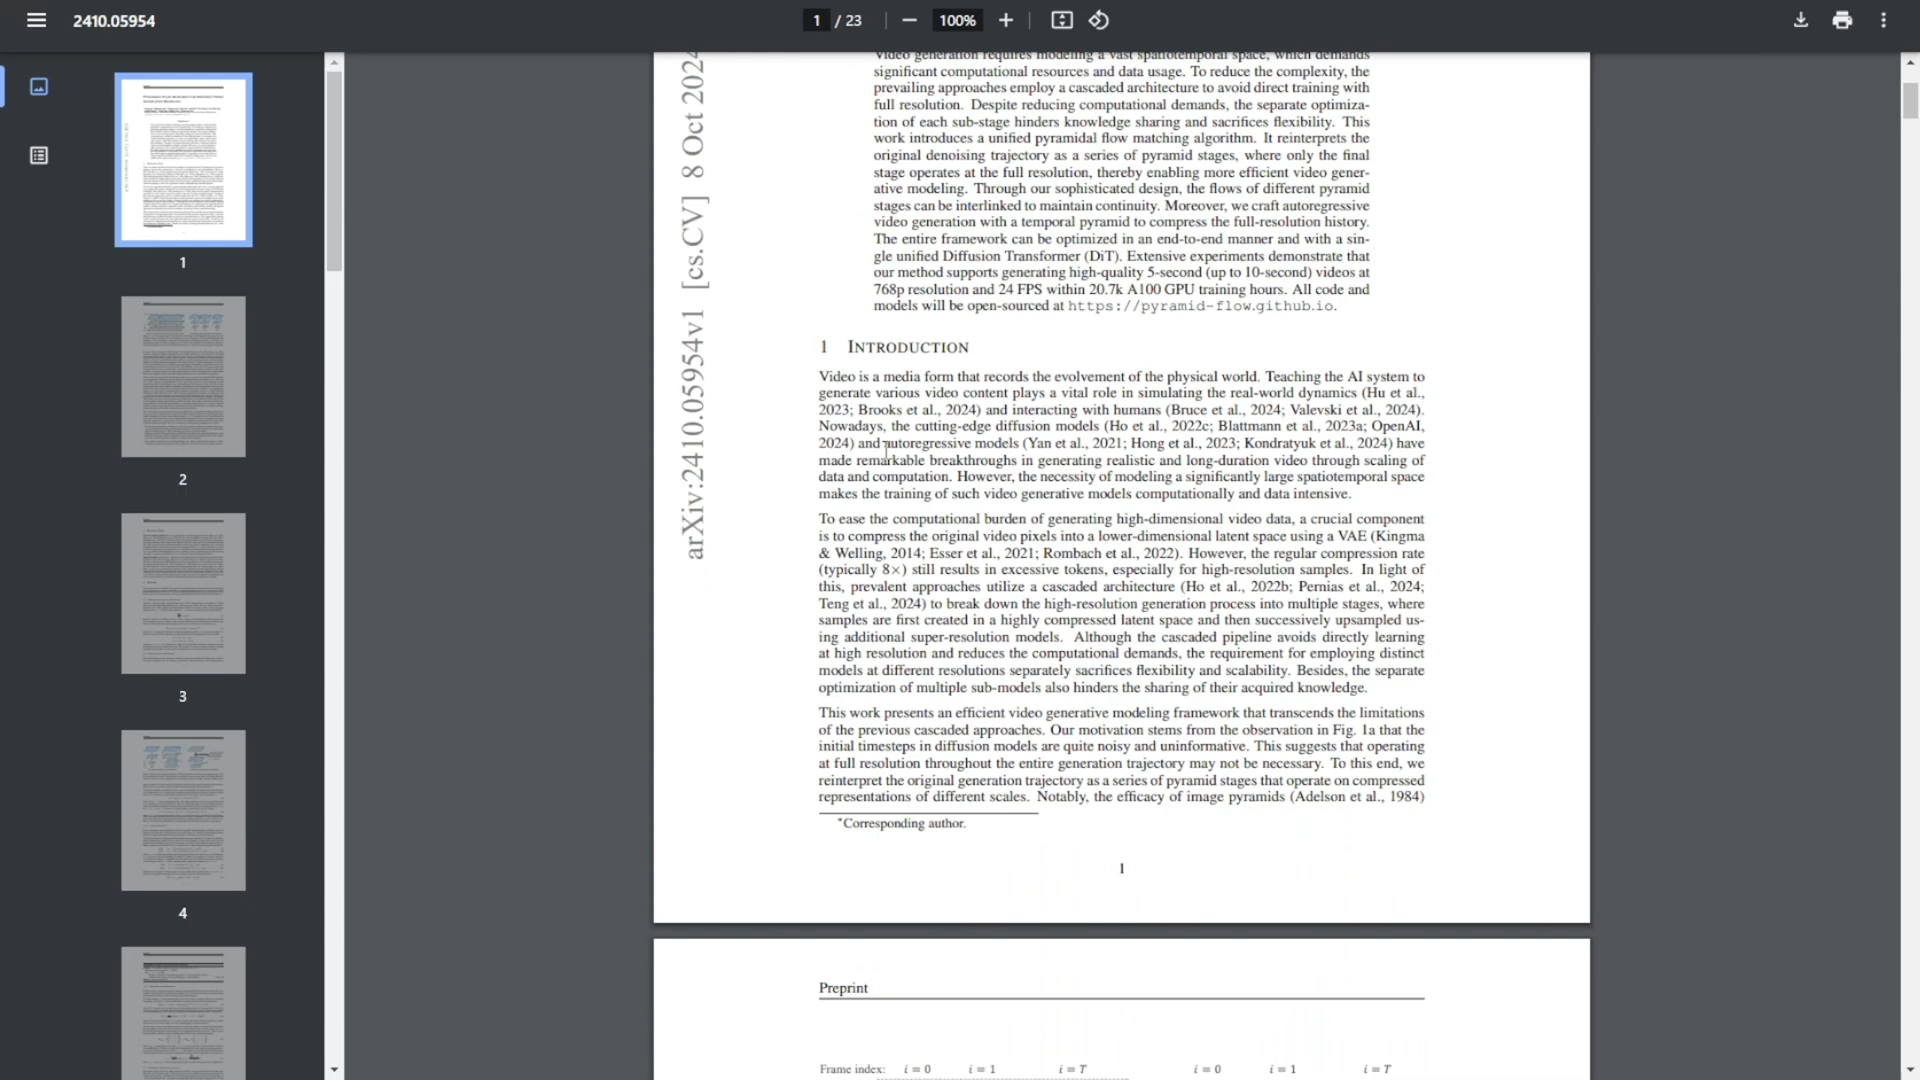 2410.05954
1 / 23
100%
1
2
3
4
arXiv:2410.05954v1 [cs.CV] 8 Oct 2024
Video generation requires modeling a vast spatiotemporal space, which demands
significant computational resources and data usage. To reduce the complexity, the
prevailing approaches employ a cascaded architecture to avoid direct training with
full resolution. Despite reducing computational demands, the separate optimiza-
tion of each sub-stage hinders knowledge sharing and sacrifices flexibility. This
work introduces a unified pyramidal flow matching algorithm. It reinterprets the
original denoising trajectory as a series of pyramid stages, where only the final
stage operates at the full resolution, thereby enabling more efficient video gener-
ative modeling. Through our sophisticated design, the flows of different pyramid
stages can be interlinked to maintain continuity. Moreover, we craft autoregressive
video generation with a temporal pyramid to compress the full-resolution history.
The entire framework can be optimized in an end-to-end manner and with a sin-
gle unified Diffusion Transformer (DiT). Extensive experiments demonstrate that
our method supports generating high-quality 5-second (up to 10-second) videos at
768p resolution and 24 FPS within 20.7k A100 GPU training hours. All code and
models will be open-sourced at https://pyramid-flow.github.io.
1 INTRODUCTION
Video is a media form that records the evolvement of the physical world. Teaching the AI system to
generate various video content plays a vital role in simulating the real-world dynamics (Hu et al.,
2023; Brooks et al., 2024) and interacting with humans (Bruce et al., 2024; Valevski et al., 2024).
Nowadays, the cutting-edge diffusion models (Ho et al., 2022c; Blattmann et al., 2023a; OpenAI,
2024) and autoregressive models (Yan et al., 2021; Hong et al., 2023; Kondratyuk et al., 2024) have
made remarkable breakthroughs in generating realistic and long-duration video through scaling of
data and computation. However, the necessity of modeling a significantly large spatiotemporal space
makes the training of such video generative models computationally and data intensive.
To ease the computational burden of generating high-dimensional video data, a crucial component
is to compress the original video pixels into a lower-dimensional latent space using a VAE (Kingma
& Welling, 2014; Esser et al., 2021; Rombach et al., 2022). However, the regular compression rate
(typically 8×) still results in excessive tokens, especially for high-resolution samples. In light of
this, prevalent approaches utilize a cascaded architecture (Ho et al., 2022b; Pernias et al., 2024;
Teng et al., 2024) to break down the high-resolution generation process into multiple stages, where
samples are first created in a highly compressed latent space and then successively upsampled us-
ing additional super-resolution models. Although the cascaded pipeline avoids directly learning
at high resolution and reduces the computational demands, the requirement for employing distinct
models at different resolutions separately sacrifices flexibility and scalability. Besides, the separate
optimization of multiple sub-models also hinders the sharing of their acquired knowledge.
This work presents an efficient video generative modeling framework that transcends the limitations
of the previous cascaded approaches. Our motivation stems from the observation in Fig. 1a that the
initial timesteps in diffusion models are quite noisy and uninformative. This suggests that operating
at full resolution throughout the entire generation trajectory may not be necessary. To this end, we
reinterpret the original generation trajectory as a series of pyramid stages that operate on compressed
representations of different scales. Notably, the efficacy of image pyramids (Adelson et al., 1984)
*Corresponding author.
1
Preprint
Frame index: i = 0 i = 1 i = T i = 0 i = 1 i = T